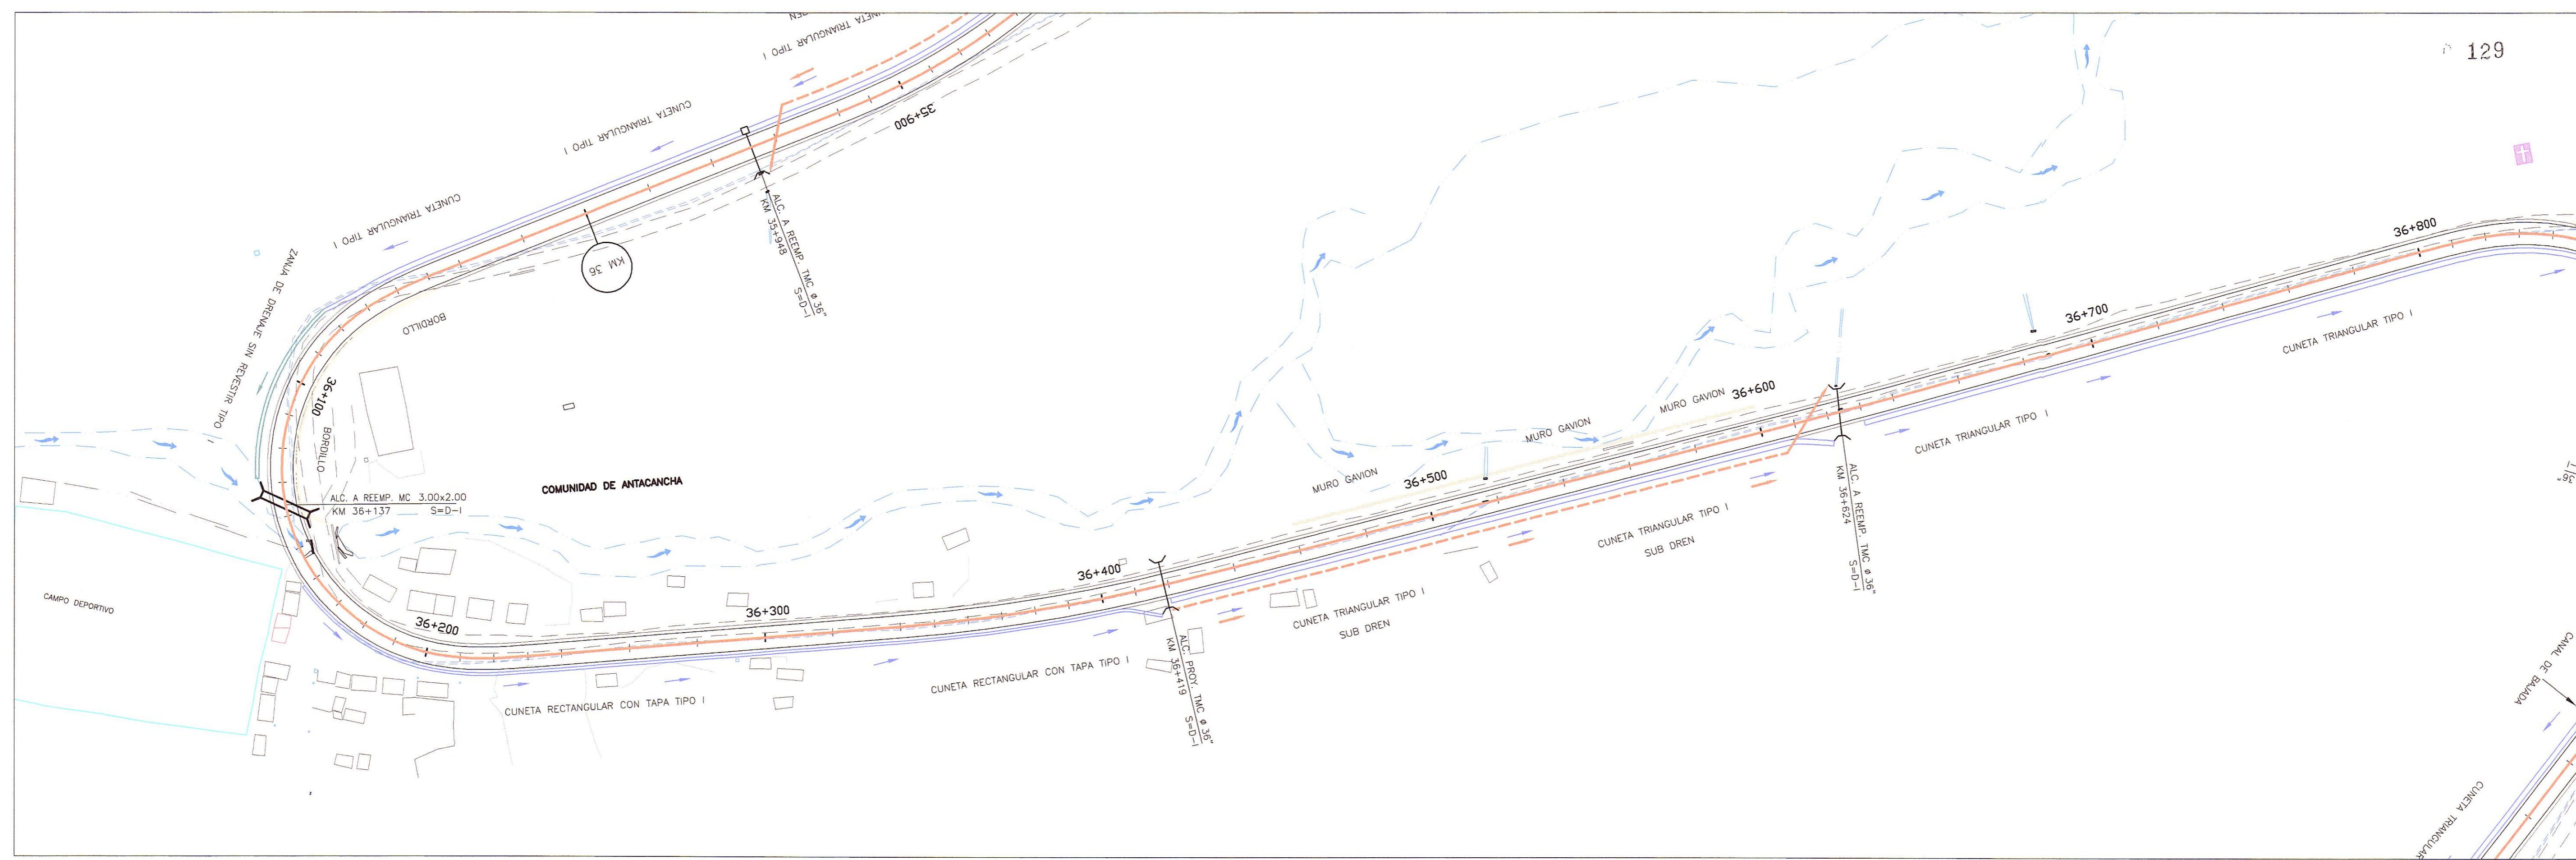 129
CUNETA TRIANGULAR TIPO I
35+900
CUNETA TRIANGULAR TIPO I
ALC. A REEMP. TMC ø 36"
KM 35+948 S=D-I
KM 36
CUNETA TRIANGULAR TIPO I
ZANJA DE DRENAJE SIN REVESTIR TIPO I
BORDILLO
36+100
BORDILLO
ALC. A REEMP. MC 3.00x2.00
KM 36+137 S=D-I
COMUNIDAD DE ANTACANCHA
CAMPO DEPORTIVO
36+200
36+300
36+400
36+500
36+600
36+700
36+800
MURO GAVION
MURO GAVION
MURO GAVION
CUNETA RECTANGULAR CON TAPA TIPO I
CUNETA RECTANGULAR CON TAPA TIPO I
ALC. PROY. TMC ø 36"
KM 36+419 S=D-I
CUNETA TRIANGULAR TIPO I
SUB DREN
CUNETA TRIANGULAR TIPO I
SUB DREN
ALC. A REEMP. TMC ø 36"
KM 36+624 S=D-I
CUNETA TRIANGULAR TIPO I
CUNETA TRIANGULAR TIPO I
CANAL DE
BAJADA
CUNETA TRIANGULAR